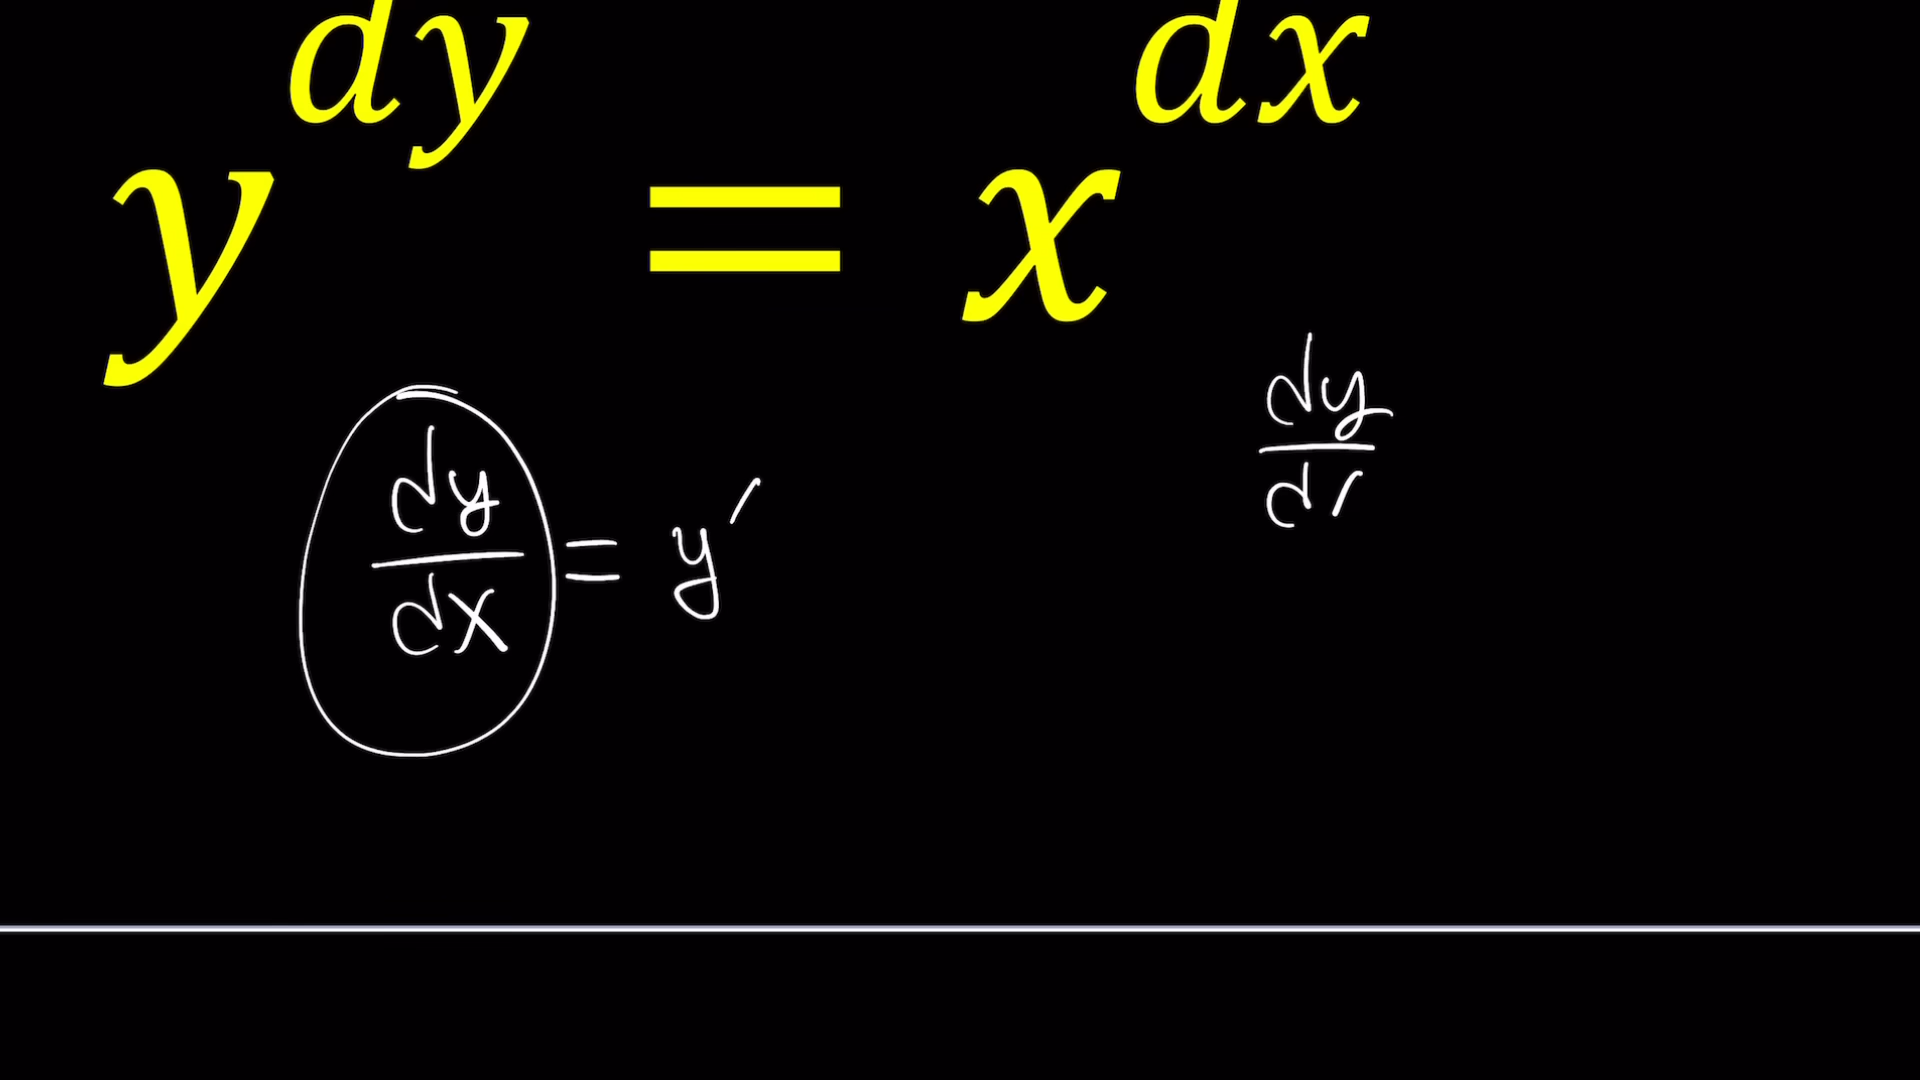 y^{dy} = x^{dx}
dy/dx = y′
dy/d